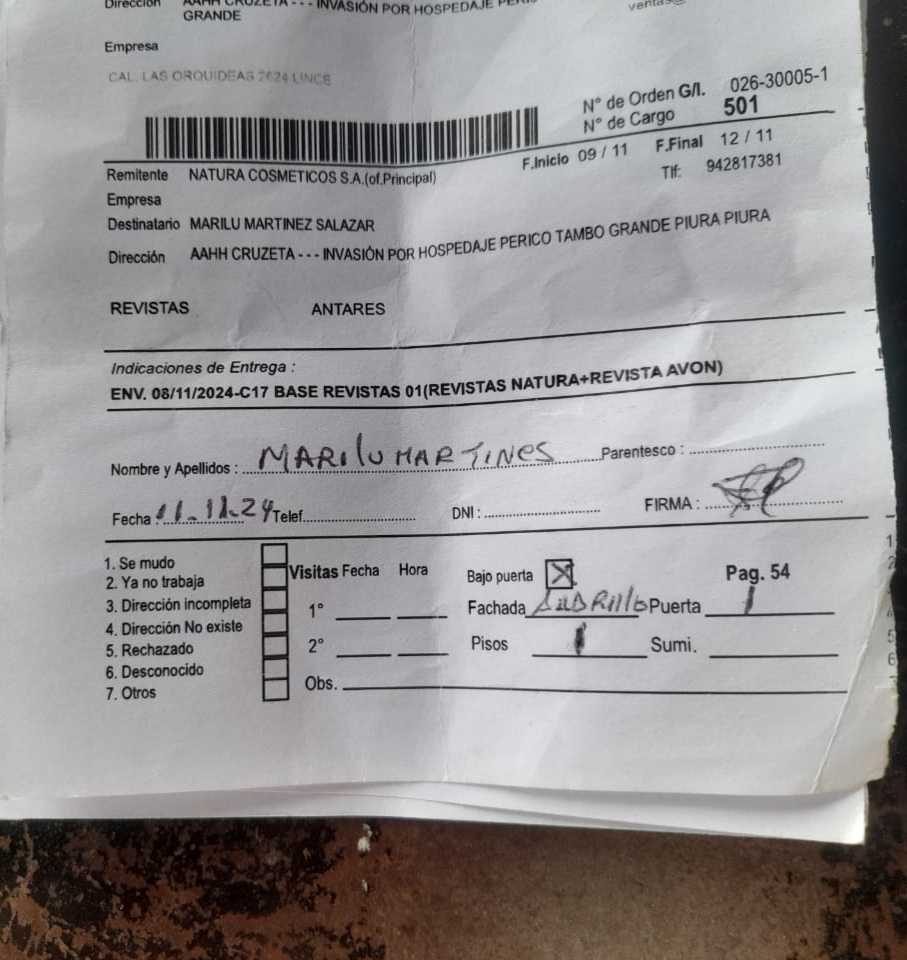 Dirección AAHH CRUZETA - - - INVASIÓN POR HOSPEDAJE PERICO
GRANDE
ventas@
Empresa
CAL. LAS ORQUIDEAS 2624 LINCE
N° de Orden G/I. 026-30005-1
N° de Cargo 501
F.Inicio 09 / 11 F.Final 12 / 11
Remitente NATURA COSMETICOS S.A.(of.Principal)
Tlf: 942817381
Empresa
Destinatario MARILU MARTINEZ SALAZAR
Dirección AAHH CRUZETA - - - INVASIÓN POR HOSPEDAJE PERICO TAMBO GRANDE PIURA PIURA
REVISTAS ANTARES
Indicaciones de Entrega :
ENV. 08/11/2024-C17 BASE REVISTAS 01(REVISTAS NATURA+REVISTA AVON)
Nombre y Apellidos : MARILU MARTINES Parentesco :
Fecha 11.11.24 Telef. DNI : FIRMA :
1. Se mudo
2. Ya no trabaja
3. Dirección incompleta
4. Dirección No existe
5. Rechazado
6. Desconocido
7. Otros
Visitas Fecha Hora
1°
2°
Obs.
Bajo puerta X Pag. 54
Fachada LADRILLO Puerta 1
Pisos 1 Sumi.